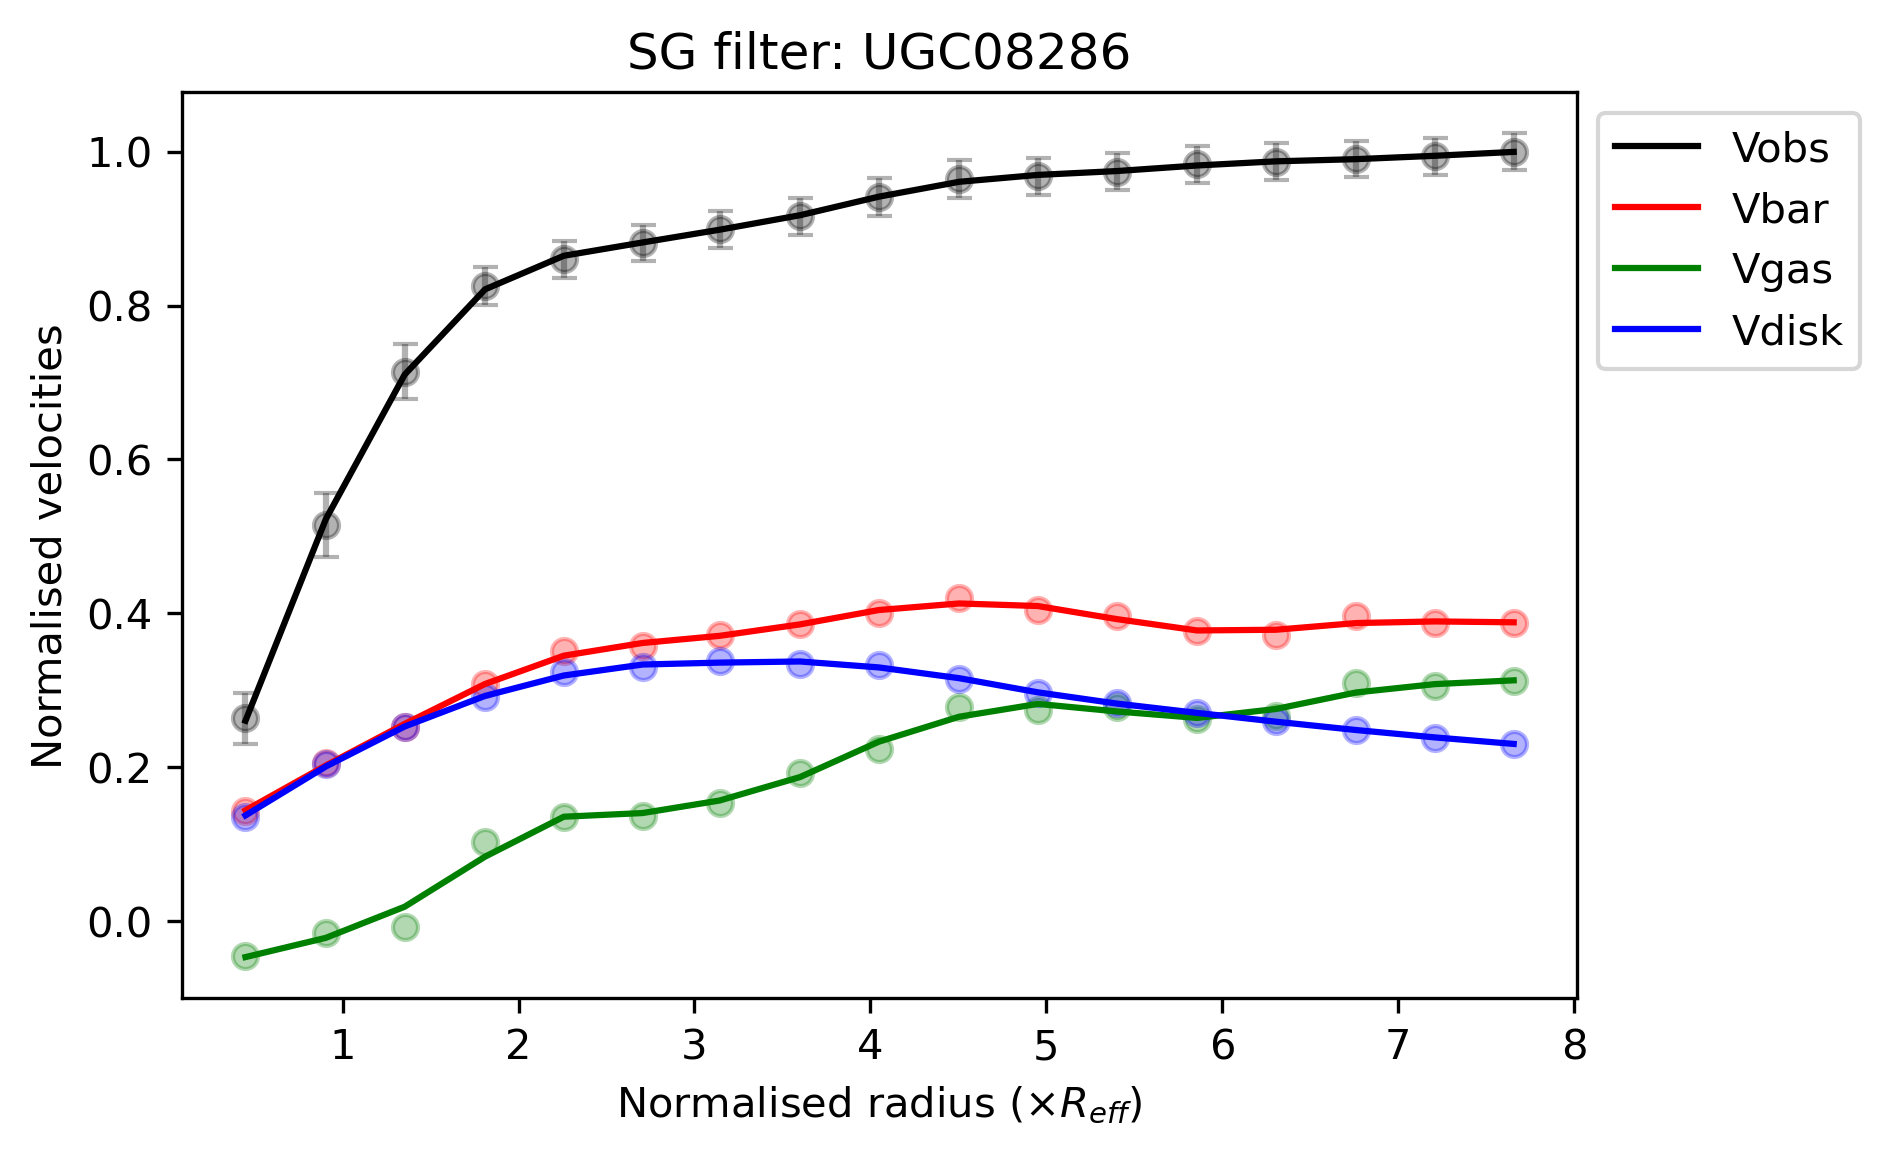 SG filter: UGC08286
Normalised velocities
1.0
0.8
0.6
0.4
0.2
0.0
1 2 3 4 5 6 7 8
Normalised radius (×R_eff)
Vobs
Vbar
Vgas
Vdisk